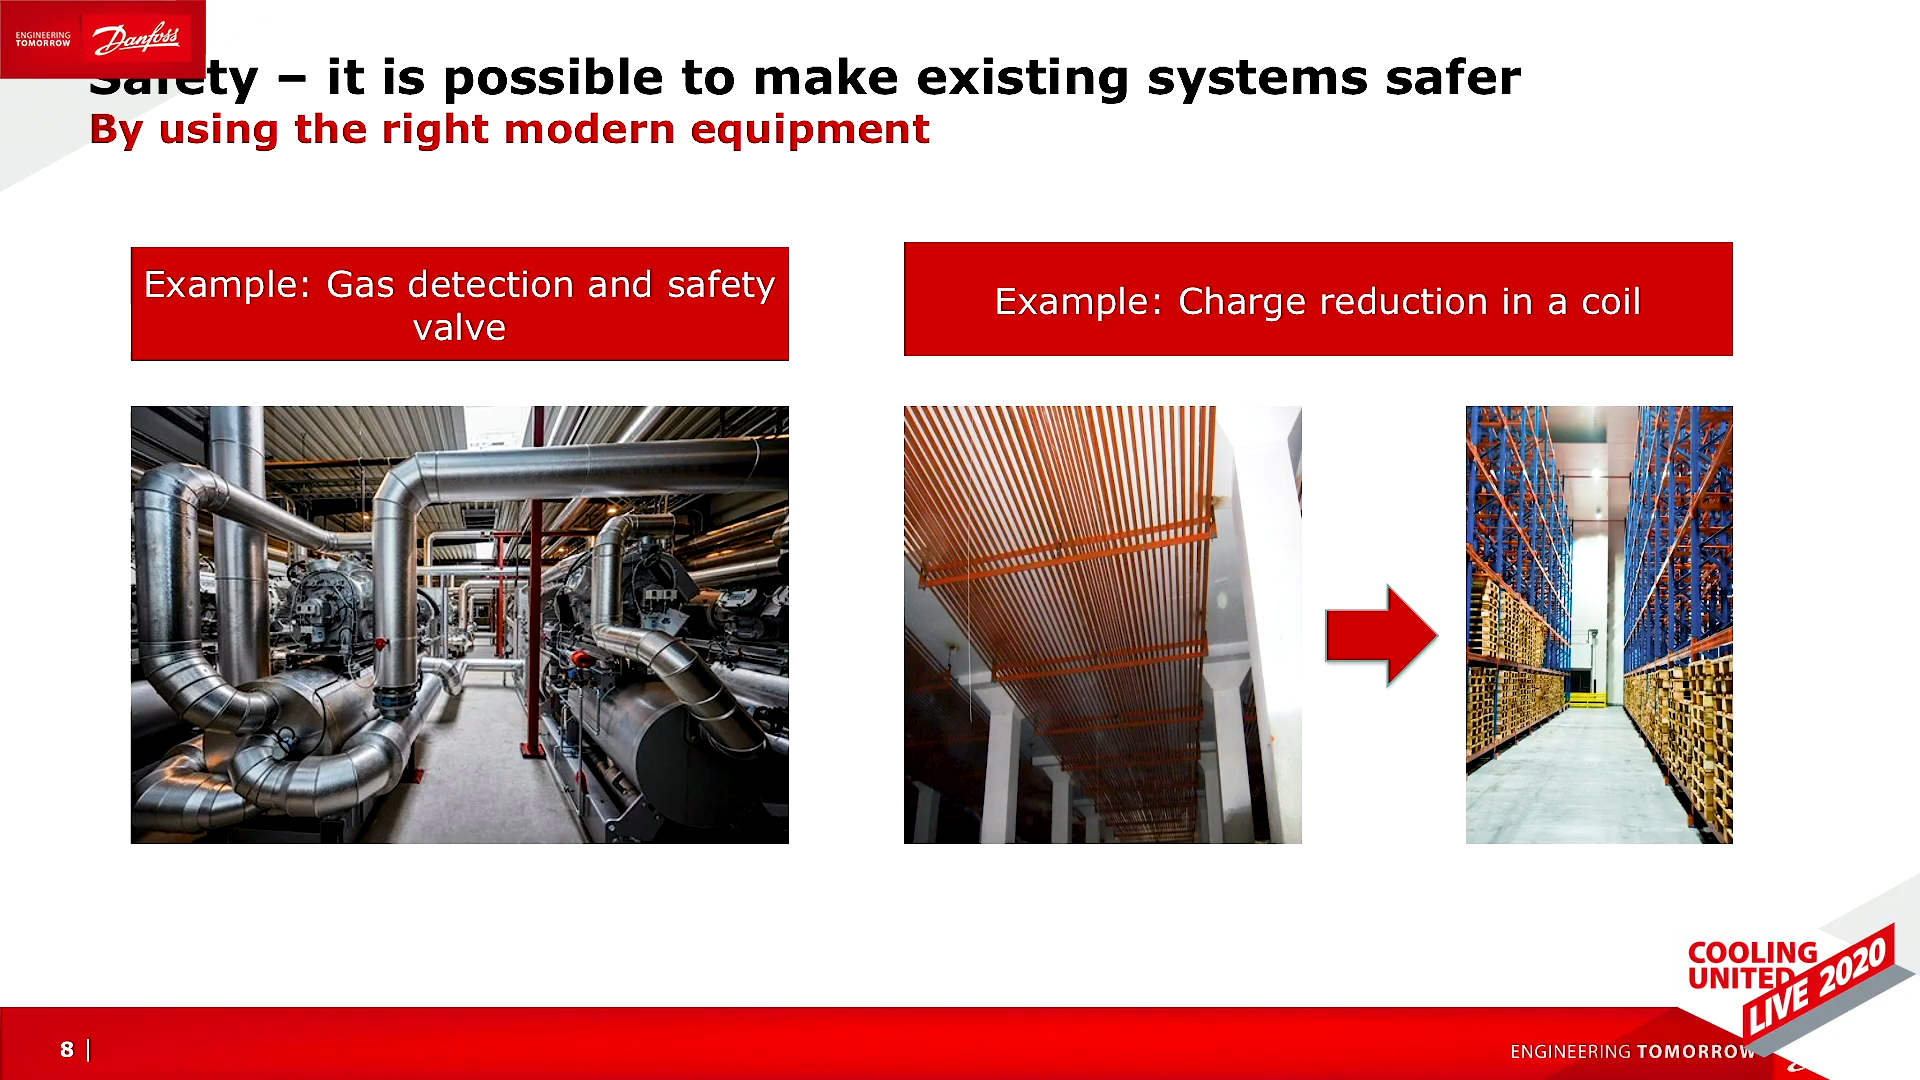 ENGINEERING
TOMORROW
Danfoss
Safety – it is possible to make existing systems safer
By using the right modern equipment
Example: Gas detection and safety
valve
Example: Charge reduction in a coil
COOLING
UNITED
LIVE 2020
8 |
ENGINEERING TOMORROW